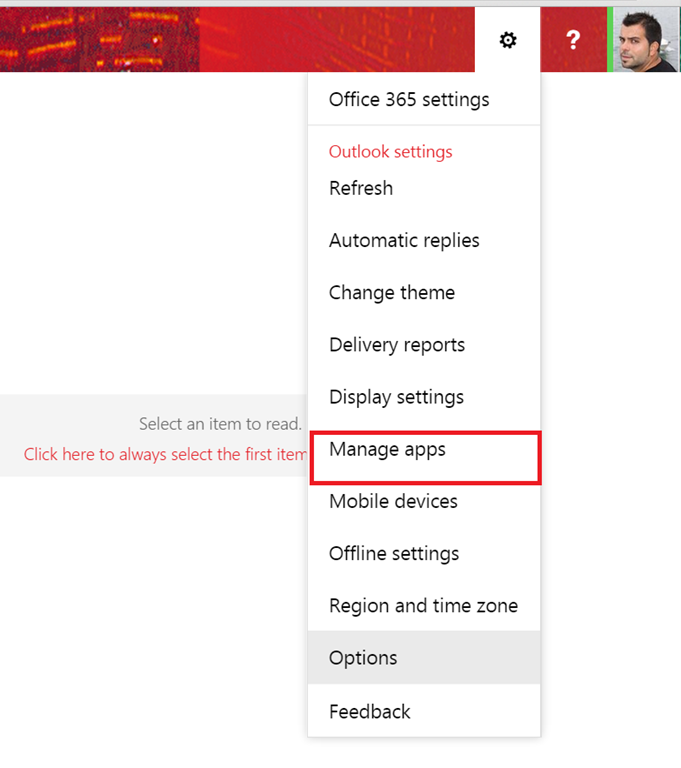 ?
Office 365 settings
Outlook settings
Refresh
Automatic replies
Change theme
Delivery reports
Display settings
Select an item to read.
Click here to always select the first item
Manage apps
Mobile devices
Offline settings
Region and time zone
Options
Feedback